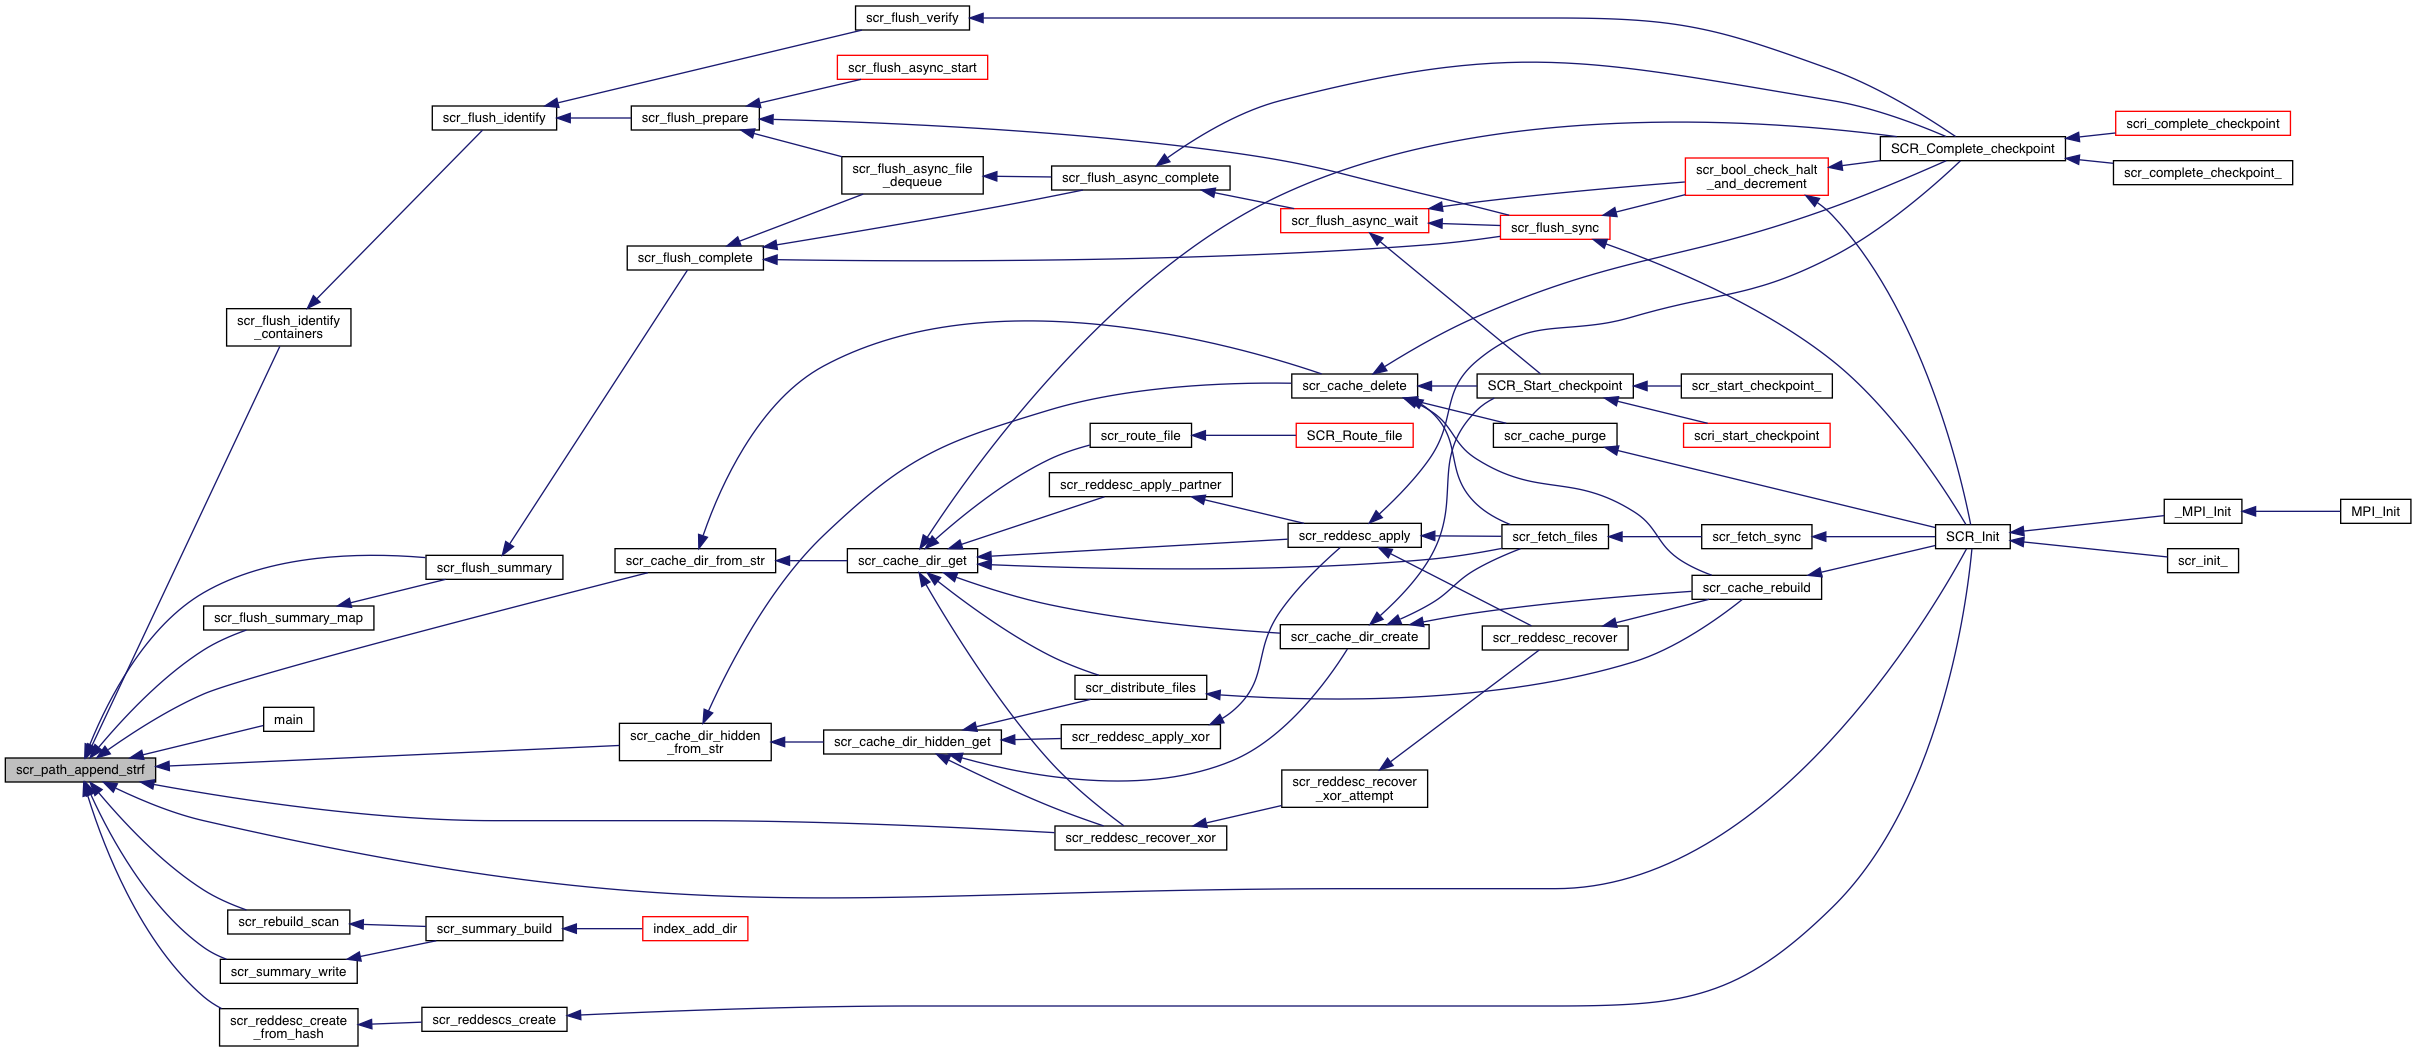 scr_flush_verify
scr_flush_async_start
scr_flush_identify
scr_flush_prepare
scri_complete_checkpoint
SCR_Complete_checkpoint
scr_flush_async_file
_dequeue
scr_flush_async_complete
scr_bool_check_halt
_and_decrement
scr_complete_checkpoint_
scr_flush_async_wait
scr_flush_sync
scr_flush_complete
scr_flush_identify
_containers
scr_cache_delete
SCR_Start_checkpoint
scr_start_checkpoint_
scr_route_file
SCR_Route_file
scr_cache_purge
scri_start_checkpoint
scr_reddesc_apply_partner
scr_reddesc_apply
scr_fetch_files
scr_fetch_sync
SCR_Init
_MPI_Init
MPI_Init
scr_init_
scr_flush_summary
scr_cache_dir_from_str
scr_cache_dir_get
scr_cache_rebuild
scr_flush_summary_map
scr_cache_dir_create
scr_reddesc_recover
scr_distribute_files
main
scr_cache_dir_hidden
_from_str
scr_cache_dir_hidden_get
scr_reddesc_apply_xor
scr_path_append_strf
scr_reddesc_recover
_xor_attempt
scr_reddesc_recover_xor
scr_rebuild_scan
scr_summary_build
index_add_dir
scr_summary_write
scr_reddesc_create
_from_hash
scr_reddescs_create